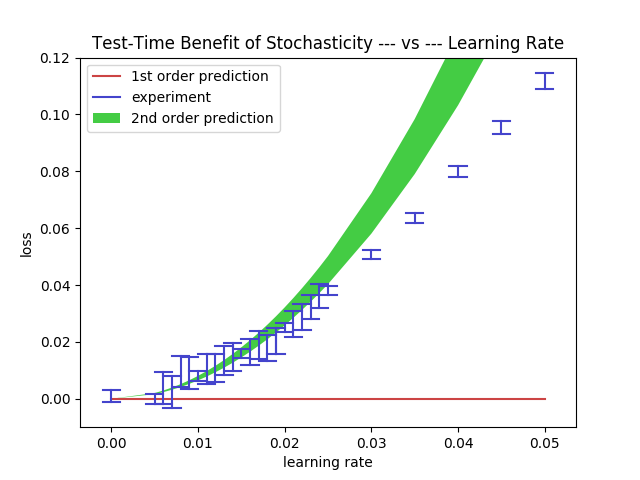 Test-Time Benefit of Stochasticity --- vs --- Learning Rate
1st order prediction
experiment
2nd order prediction
loss
0.12
0.10
0.08
0.06
0.04
0.02
0.00
0.00 0.01 0.02 0.03 0.04 0.05
learning rate